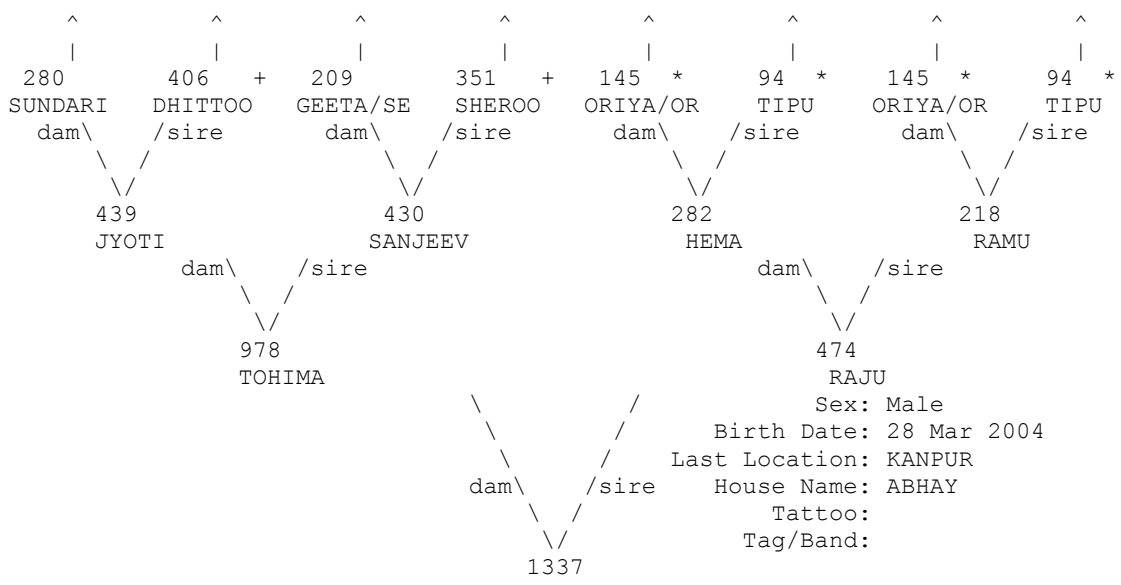 ^ ^ ^ ^ ^ ^ ^ ^
| | | | | | | |
280 406 + 209 351 + 145 * 94 * 145 * 94 *
SUNDARI DHITTOO GEETA/SE SHEROO ORIYA/OR TIPU ORIYA/OR TIPU
dam\ /sire dam\ /sire dam\ /sire dam\ /sire
\ / \ / \ / \ /
\/ \/ \/ \/
439 430 282 218
JYOTI SANJEEV HEMA RAMU
dam\ /sire dam\ /sire
\ / \ /
\/ \/
978 474
TOHIMA RAJU
\ / Sex: Male
\ / Birth Date: 28 Mar 2004
\ / Last Location: KANPUR
dam\ /sire House Name: ABHAY
\ / Tattoo:
\/ Tag/Band:
1337